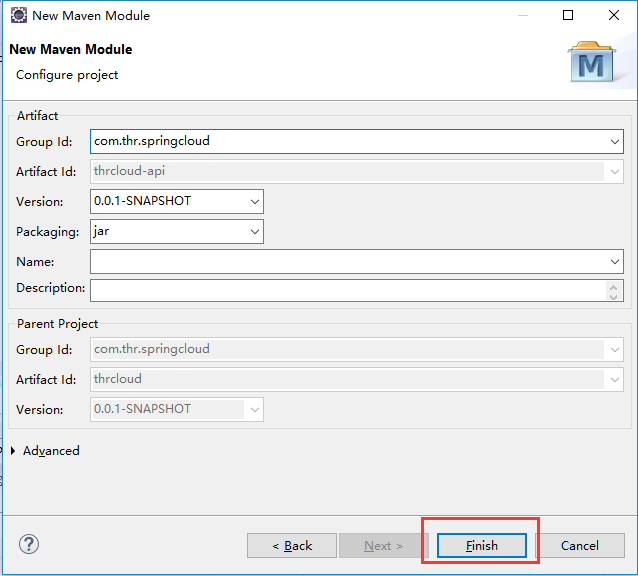 New Maven Module
New Maven Module
Configure project
M
Artifact
Group Id: com.thr.springcloud
Artifact Id: thrcloud-api
Version: 0.0.1-SNAPSHOT
Packaging: jar
Name:
Description:
Parent Project
Group Id: com.thr.springcloud
Artifact Id: thrcloud
Version: 0.0.1-SNAPSHOT
Advanced
? < Back Next > Finish Cancel